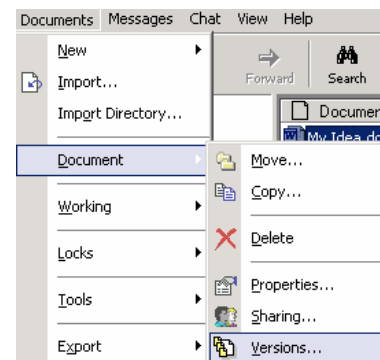 Documents Messages Chat View Help
New
Import...
Import Directory...
Document
Working
Locks
Tools
Export
Forward
Search
My Idea.do
Move...
Copy...
Delete
Properties...
Sharing...
Versions...